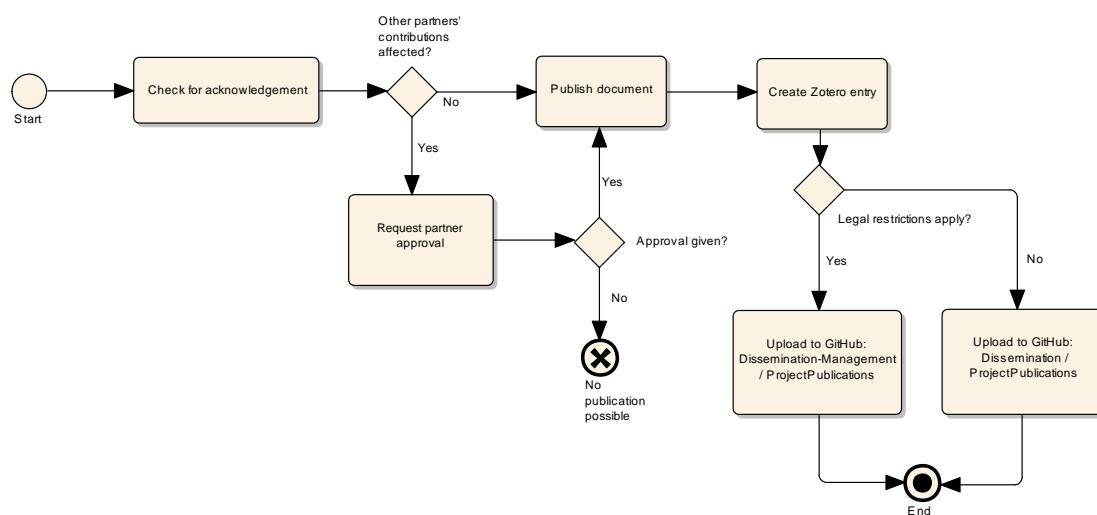 Other partners'
contributions
affected?
Start
Check for acknowledgement
No
Publish document
Create Zotero entry
Yes
Request partner
approval
Yes
Approval given?
No
No
publication
possible
Legal restrictions apply?
Yes
No
Upload to GitHub:
Dissemination-Management
/ ProjectPublications
Upload to GitHub:
Dissemination /
ProjectPublications
End